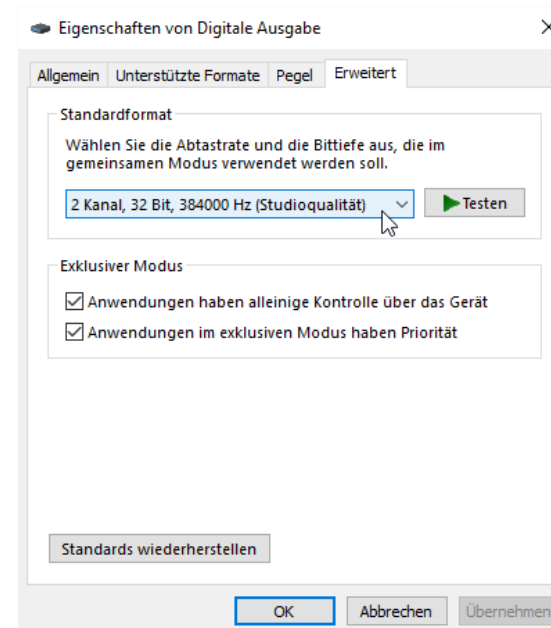 Eigenschaften von Digitale Ausgabe
Allgemein Unterstützte Formate Pegel Erweitert
Standardformat
Wählen Sie die Abtastrate und die Bittiefe aus, die im
gemeinsamen Modus verwendet werden soll.
2 Kanal, 32 Bit, 384000 Hz (Studioqualität) Testen
Exklusiver Modus
Anwendungen haben alleinige Kontrolle über das Gerät
Anwendungen im exklusiven Modus haben Priorität
Standards wiederherstellen
OK Abbrechen Übernehmen